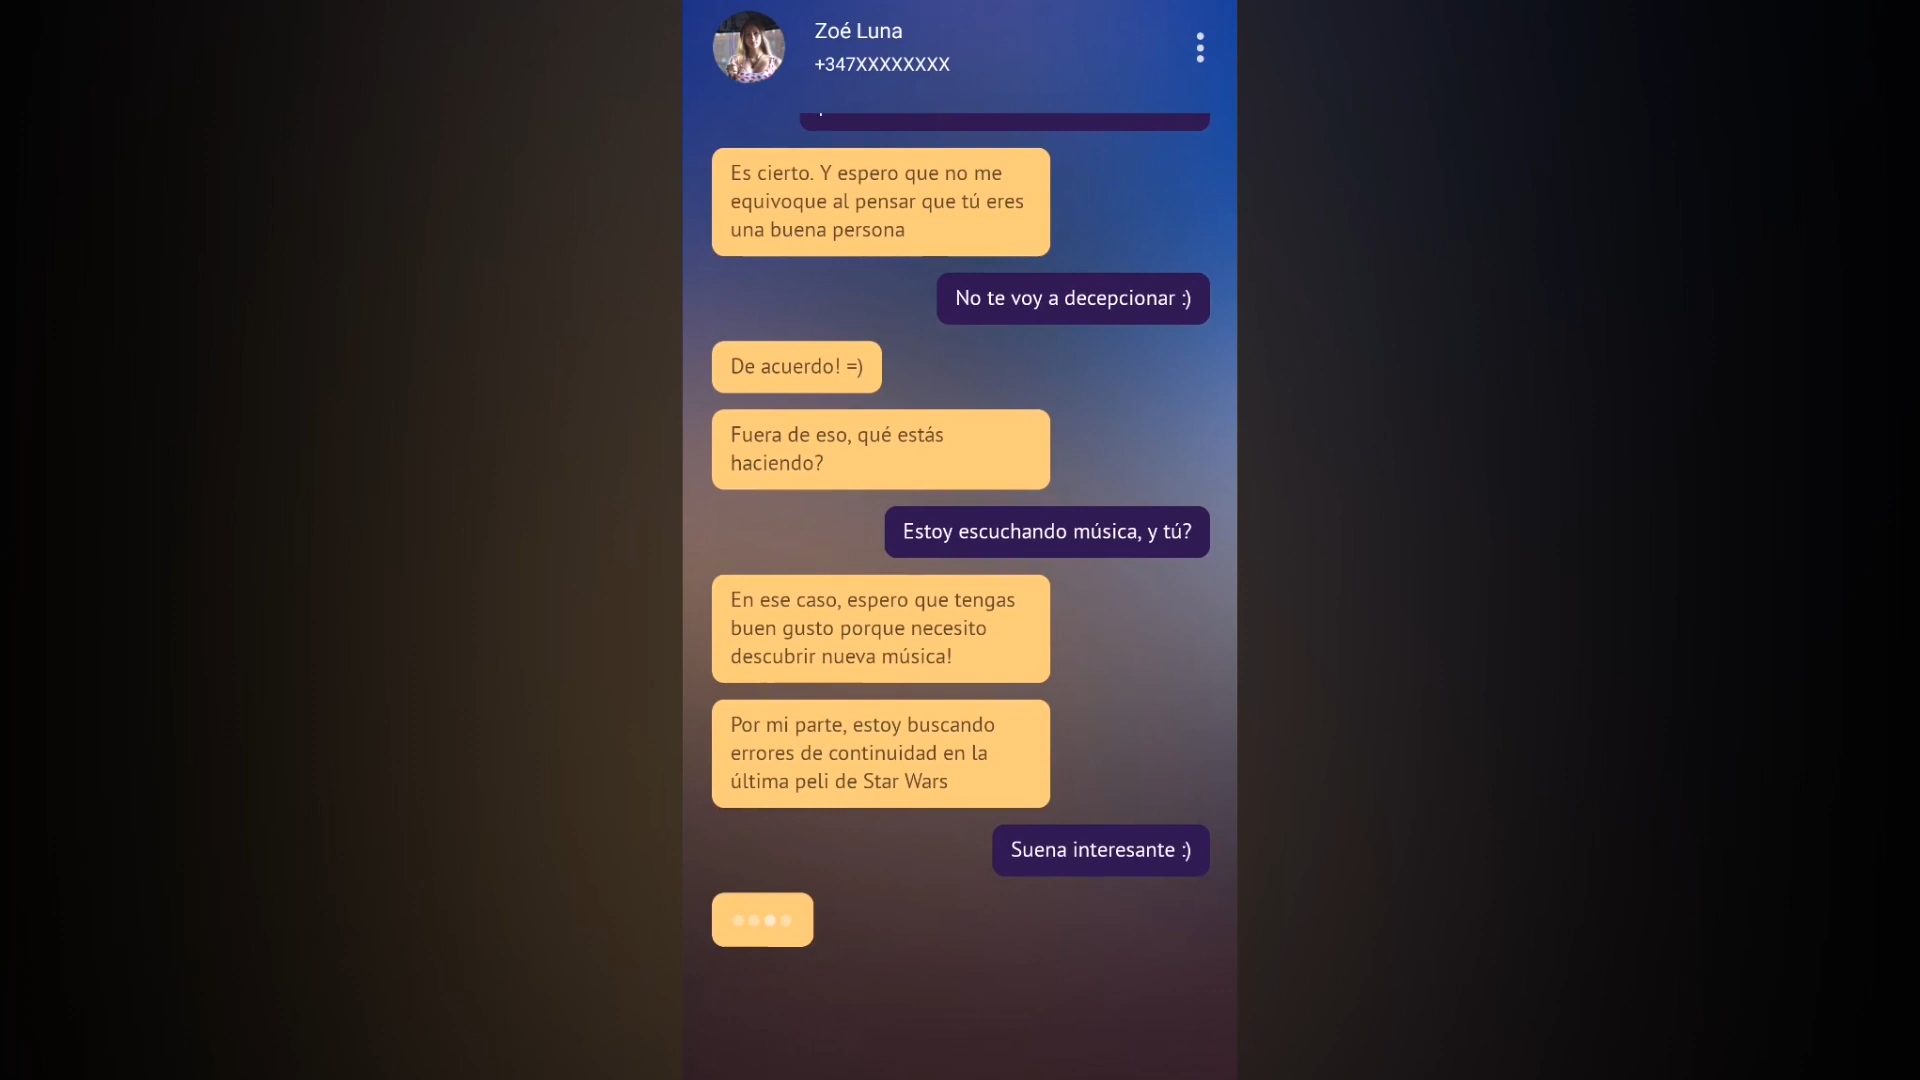 Zoé Luna
+347XXXXXXXX
Es cierto. Y espero que no me
equivoque al pensar que tú eres
una buena persona
No te voy a decepcionar :)
De acuerdo! =)
Fuera de eso, qué estás
haciendo?
Estoy escuchando música, y tú?
En ese caso, espero que tengas
buen gusto porque necesito
descubrir nueva música!
Por mi parte, estoy buscando
errores de continuidad en la
última peli de Star Wars
Suena interesante :)